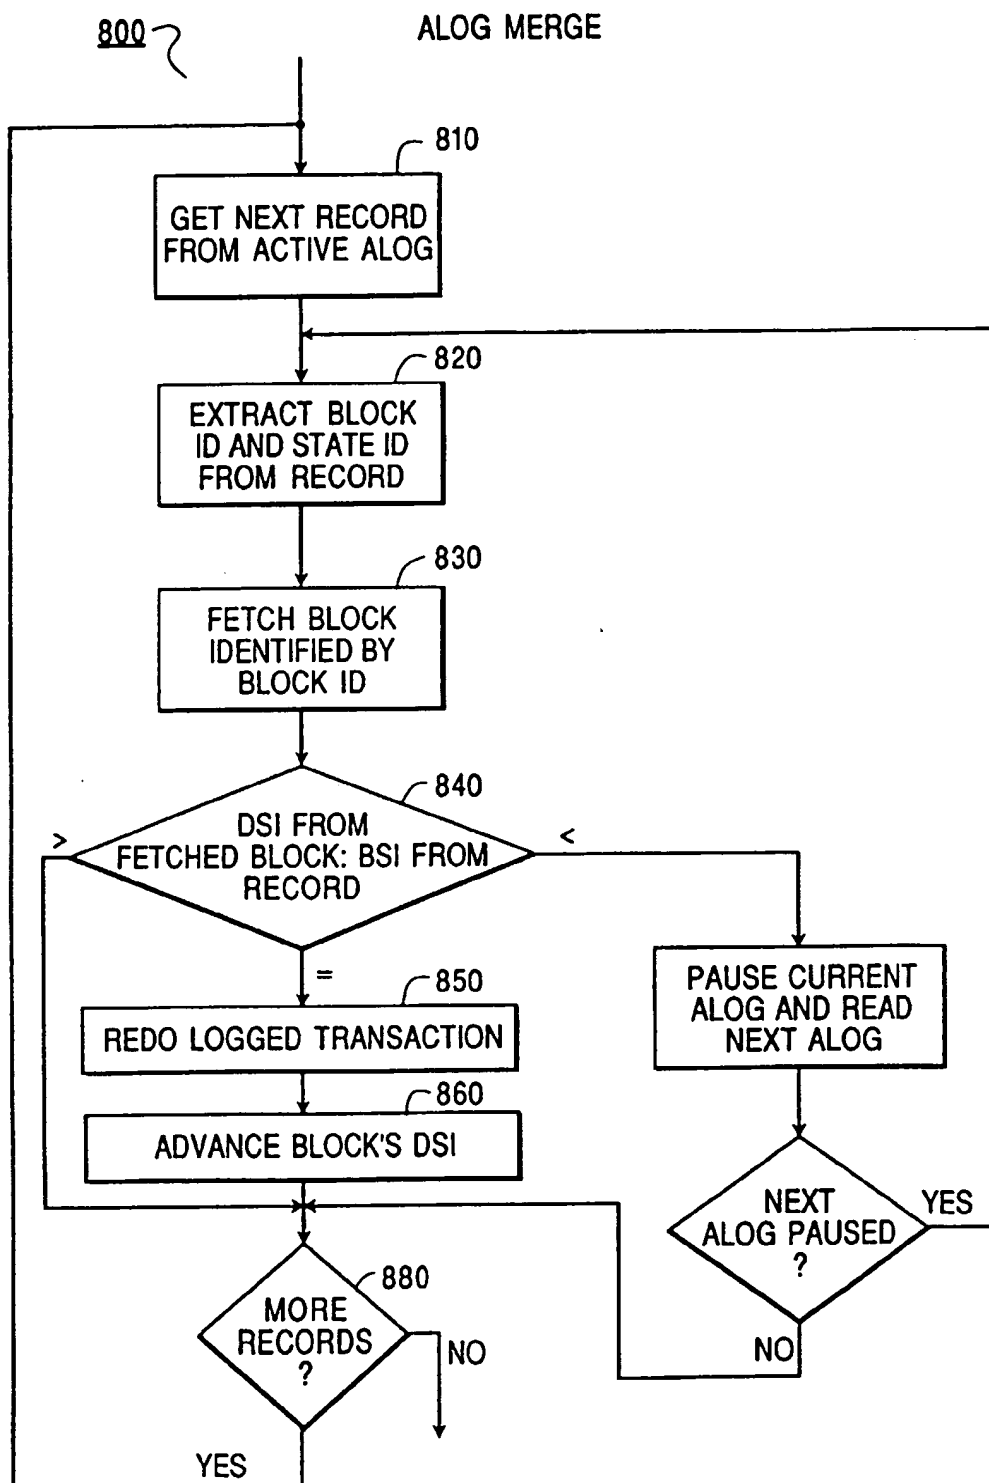 800
ALOG MERGE
810
GET NEXT RECORD
FROM ACTIVE ALOG
820
EXTRACT BLOCK
ID AND STATE ID
FROM RECORD
830
FETCH BLOCK
IDENTIFIED BY
BLOCK ID
840
>
<
DSI FROM
FETCHED BLOCK: BSI FROM
RECORD
=
850
REDO LOGGED TRANSACTION
860
ADVANCE BLOCK'S DSI
PAUSE CURRENT
ALOG AND READ
NEXT ALOG
NEXT
ALOG PAUSED
?
YES
NO
880
MORE
RECORDS
?
NO
YES